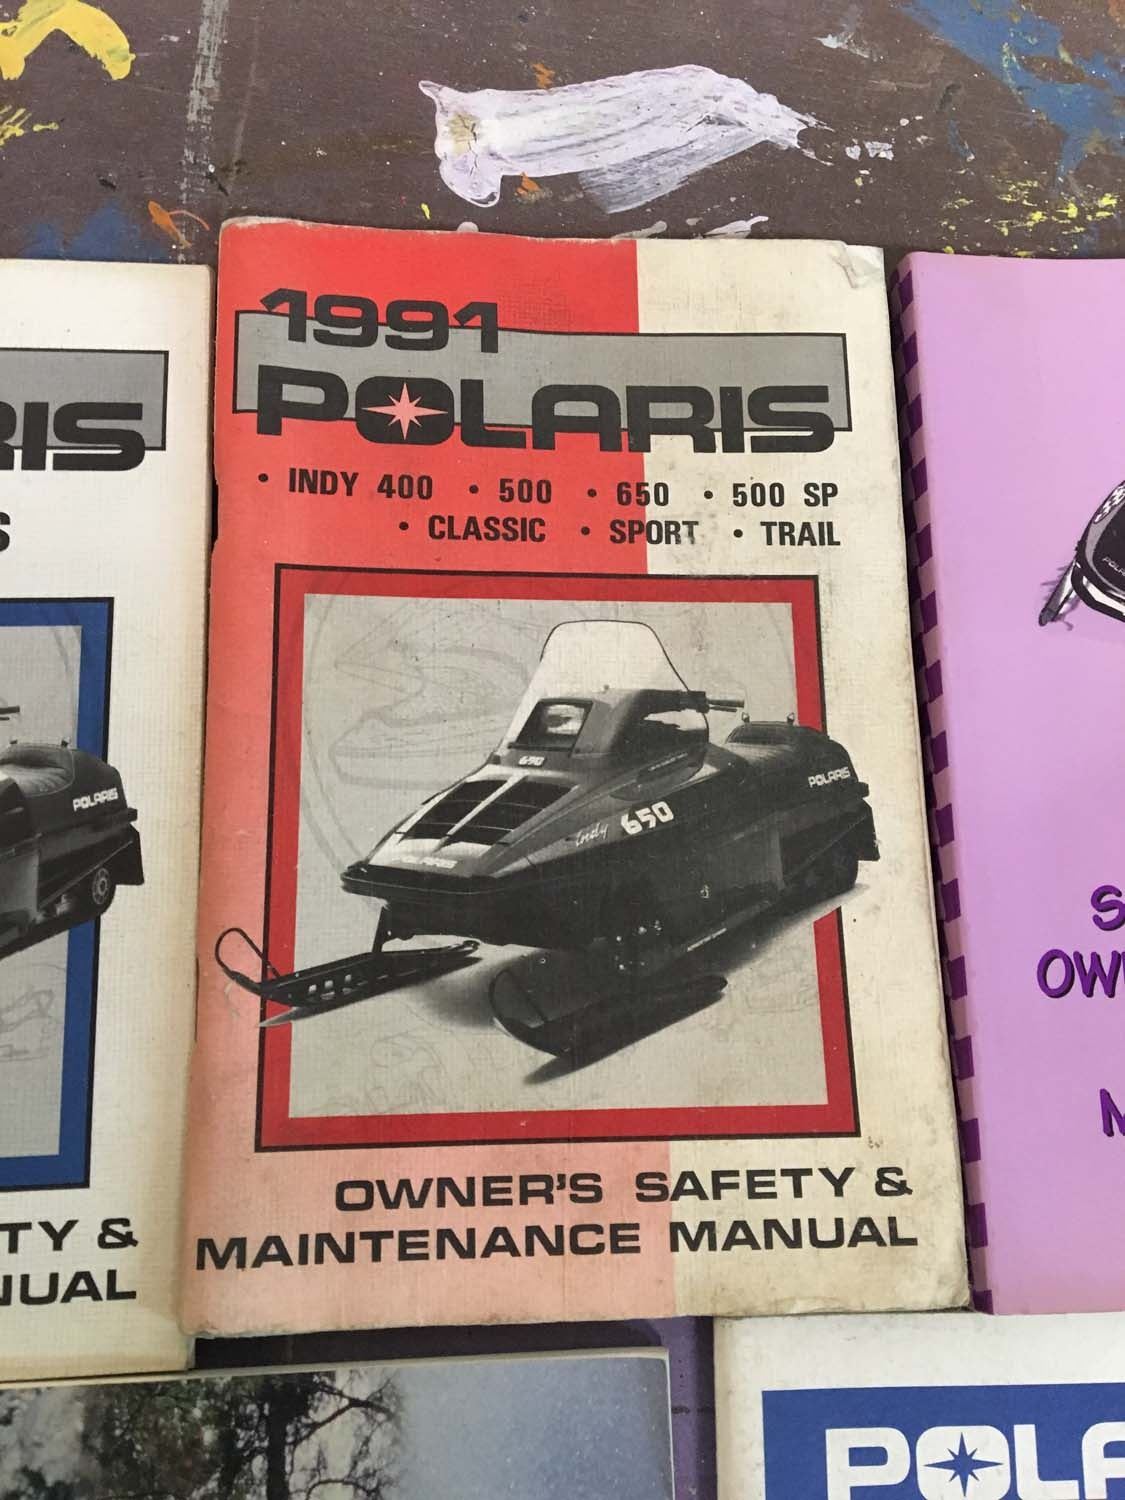 1991
POLARIS
• INDY 400 • 500 • 650 • 500 SP
• CLASSIC • SPORT • TRAIL
650
Indy 650
POLARIS
POLARIS
OWNER'S SAFETY &
MAINTENANCE MANUAL
RIS
S
POLARIS
TY &
NUAL
S
OW
M
POLA